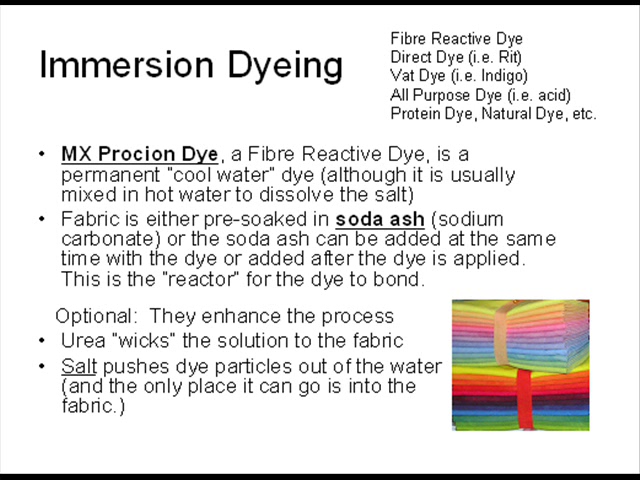 Immersion Dyeing
Fibre Reactive Dye
Direct Dye (i.e. Rit)
Vat Dye (i.e. Indigo)
All Purpose Dye (i.e. acid)
Protein Dye, Natural Dye, etc.
• MX Procion Dye, a Fibre Reactive Dye, is a
permanent "cool water" dye (although it is usually
mixed in hot water to dissolve the salt)
• Fabric is either pre-soaked in soda ash (sodium
carbonate) or the soda ash can be added at the same
time with the dye or added after the dye is applied.
This is the "reactor" for the dye to bond.
Optional: They enhance the process
• Urea "wicks" the solution to the fabric
• Salt pushes dye particles out of the water
(and the only place it can go is into the
fabric.)